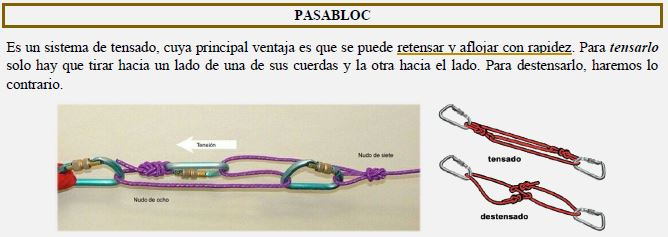 PASABLOC
Es un sistema de tensado, cuya principal ventaja es que se puede retensar y aflojar con rapidez. Para tensarlo
solo hay que tirar hacia un lado de una de sus cuerdas y la otra hacia el lado. Para destensarlo, haremos lo
contrario.
Tensión
Nudo de siete
Nudo de ocho
tensado
destensado